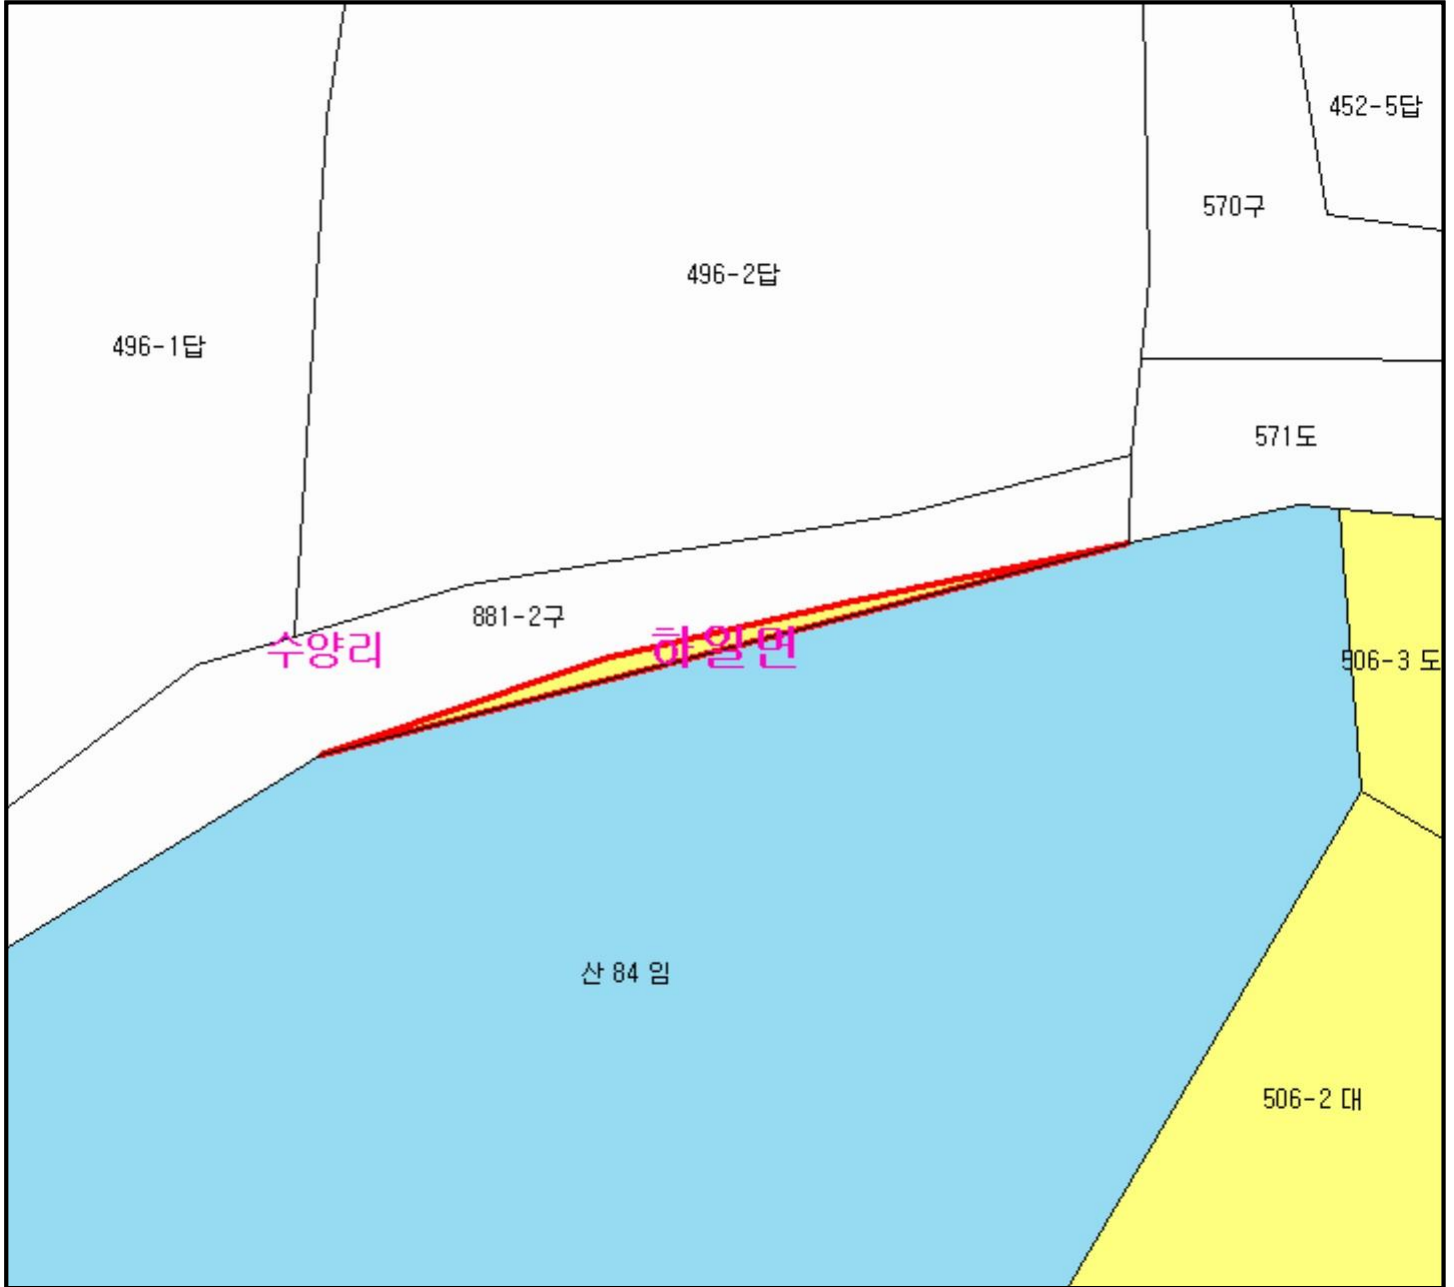 452-5답
570구
496-2답
496-1답
571도
881-2구
수양리
하일면
506-3 도
산 84 임
506-2 대